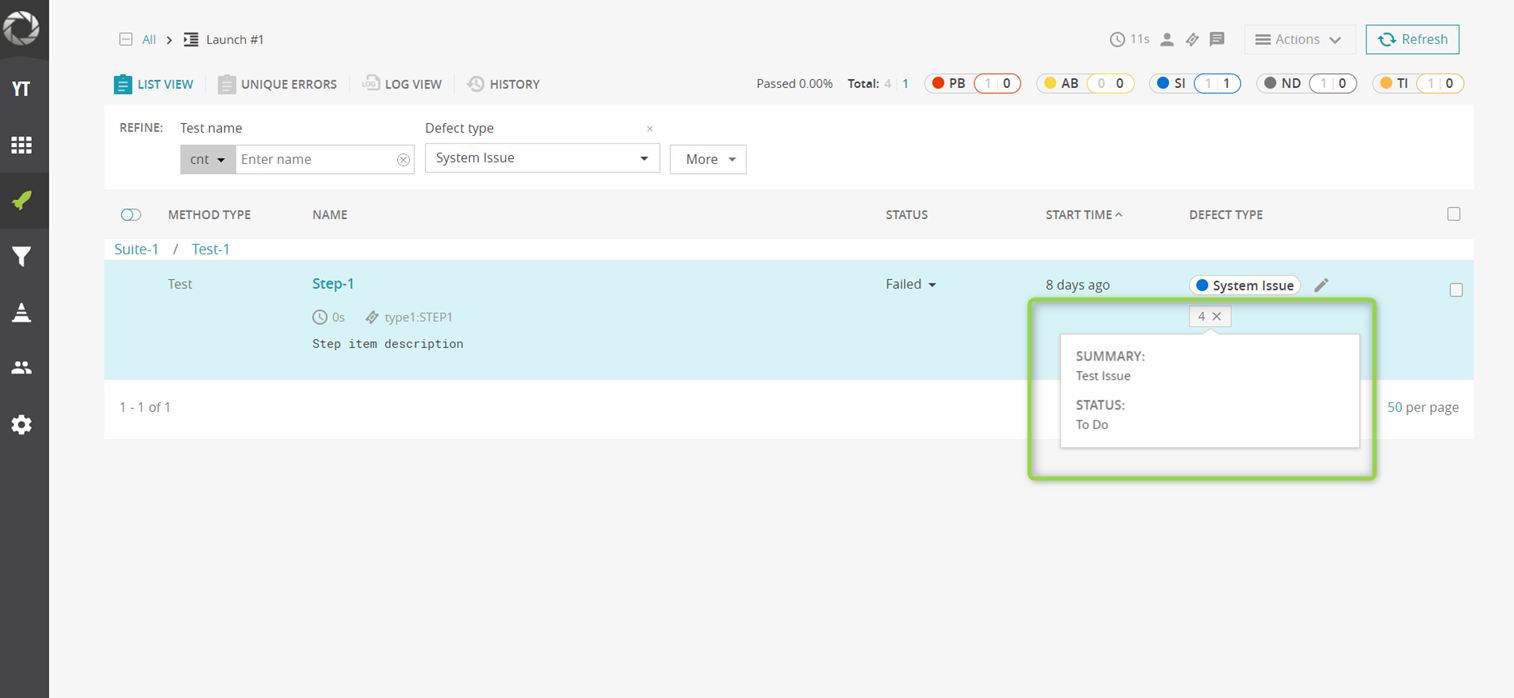 All Launch #1 11s Actions Refresh
YT
LIST VIEW UNIQUE ERRORS LOG LOG VIEW HISTORY Passed 0.00% Total: 4 | 1 PB 1 | 0 AB 0 | 0 SI 1 | 1 ND 1 | 0 TI 1 | 0
REFINE: Test name Defect type ×
cnt Enter name System Issue More
METHOD TYPE NAME STATUS START TIME DEFECT TYPE
Suite-1 / Test-1
Test Step-1 Failed 8 days ago System Issue
0s type1:STEP1 4 ×
Step item description
SUMMARY:
Test Issue
STATUS:
To Do
1 - 1 of 1 50 per page